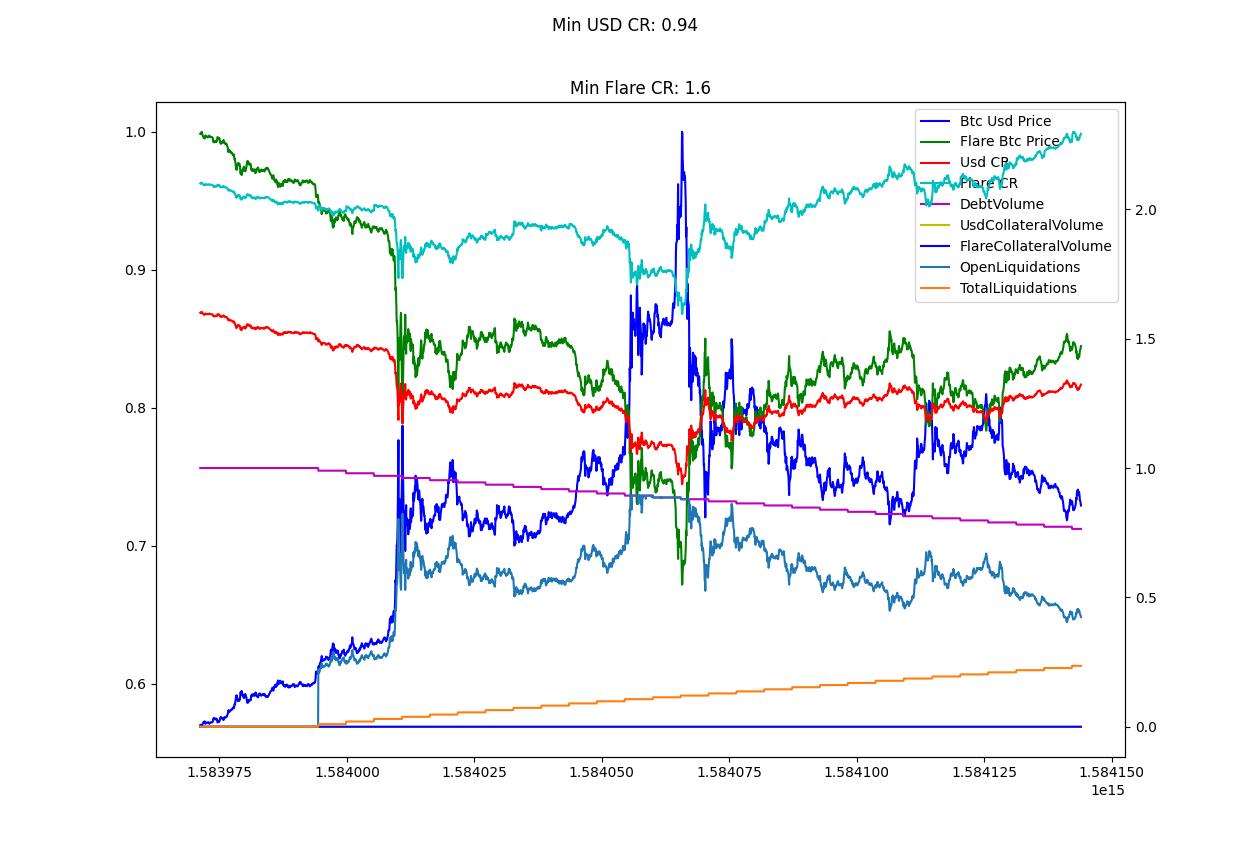 Min USD CR: 0.94
Min Flare CR: 1.6
Btc Usd Price
Flare Btc Price
Usd CR
Flare CR
DebtVolume
UsdCollateralVolume
FlareCollateralVolume
OpenLiquidations
TotalLiquidations
1.0
0.9
0.8
0.7
0.6
2.0
1.5
1.0
0.5
0.0
1.583975 1.584000 1.584025 1.584050 1.584075 1.584100 1.584125 1.584150
1e15